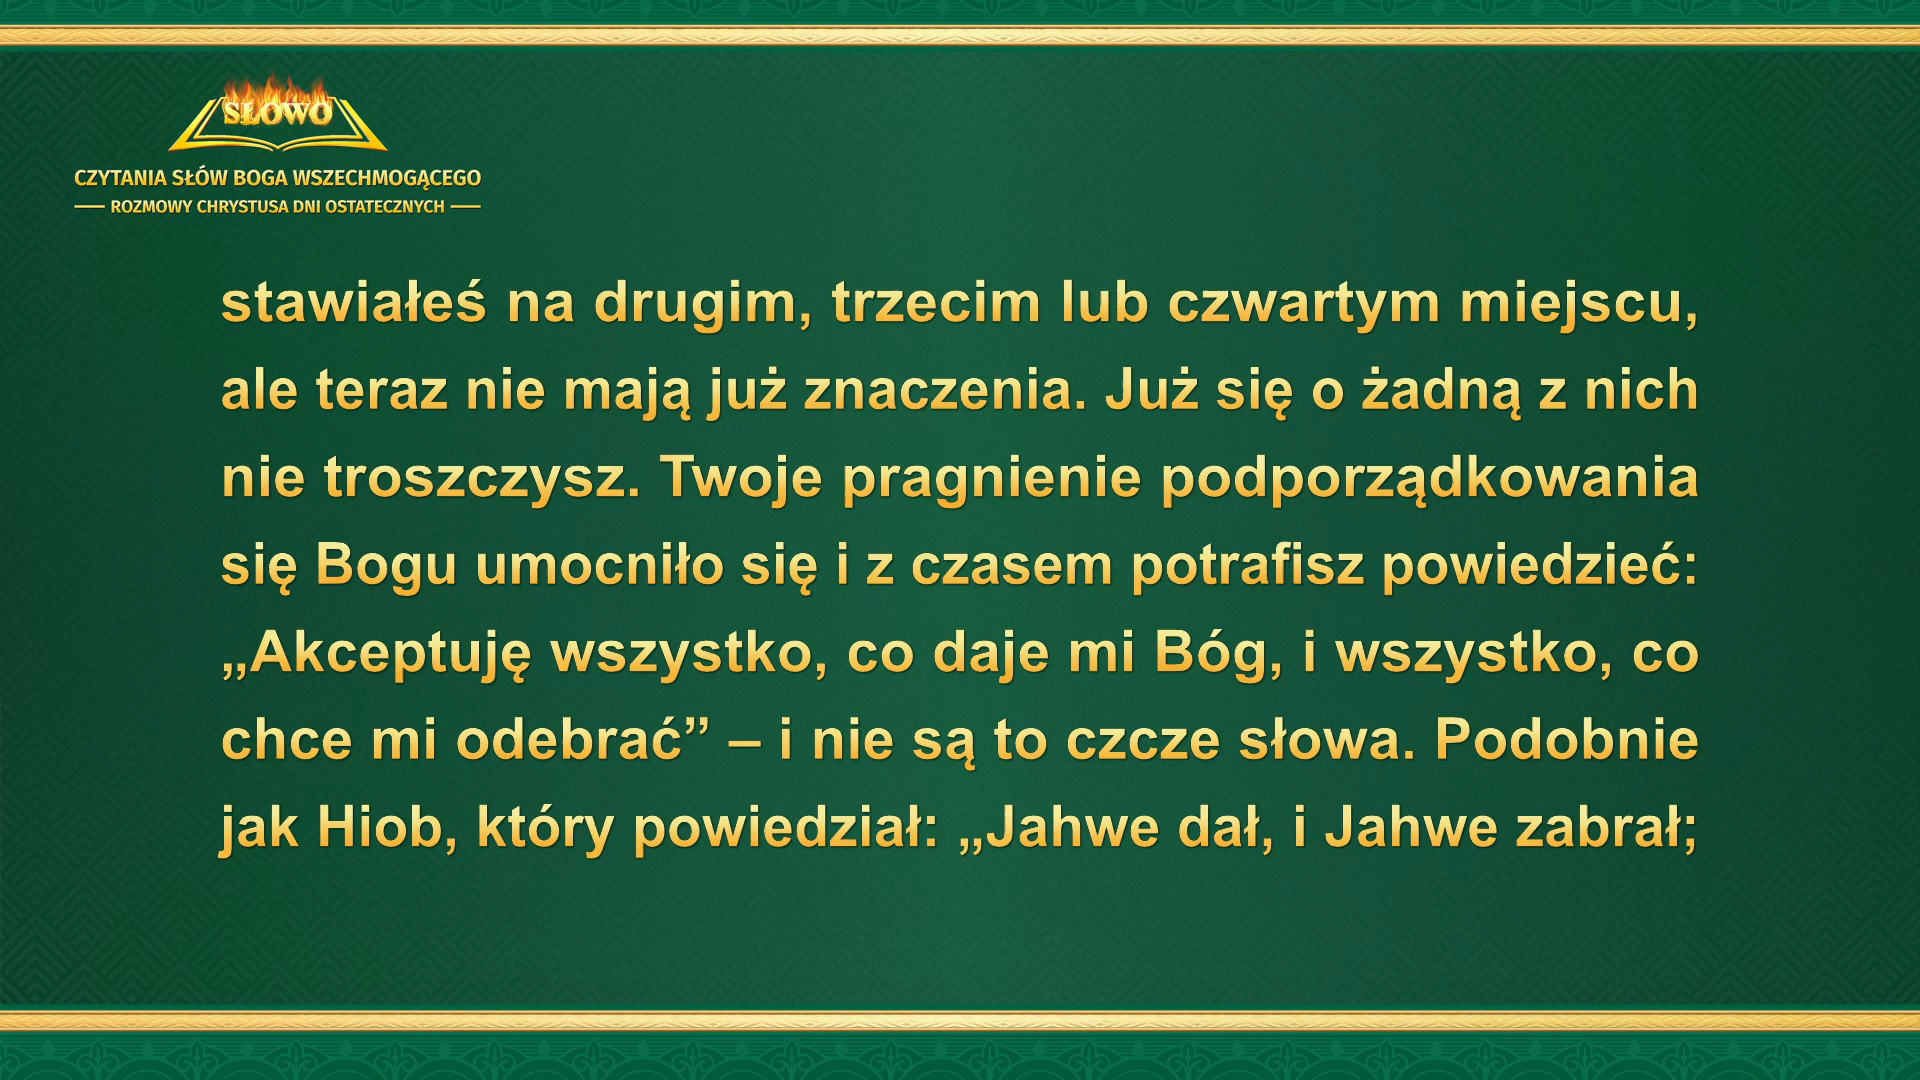 SŁOWO
CZYTANIA SŁÓW BOGA WSZECHMOGĄCEGO
ROZMOWY CHRYSTUSA DNI OSTATECZNYCH
stawiałeś na drugim, trzecim lub czwartym miejscu,
ale teraz nie mają już znaczenia. Już się o żadną z nich
nie troszczysz. Twoje pragnienie podporządkowania
się Bogu umocniło się i z czasem potrafisz powiedzieć:
„Akceptuję wszystko, co daje mi Bóg, i wszystko, co
chce mi odebrać” – i nie są to czcze słowa. Podobnie
jak Hiob, który powiedział: „Jahwe dał, i Jahwe zabrał;